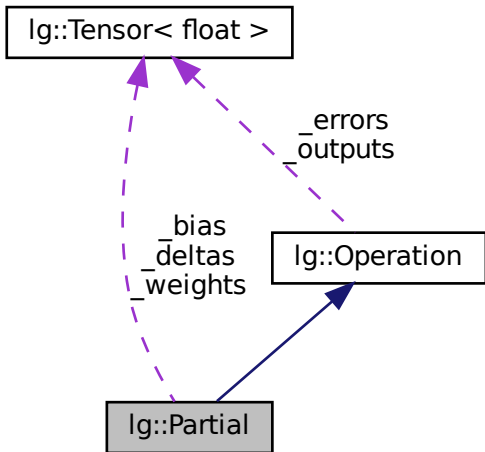 lg::Tensor< float >
_errors
_outputs
_bias
_deltas
_weights
lg::Operation
lg::Partial